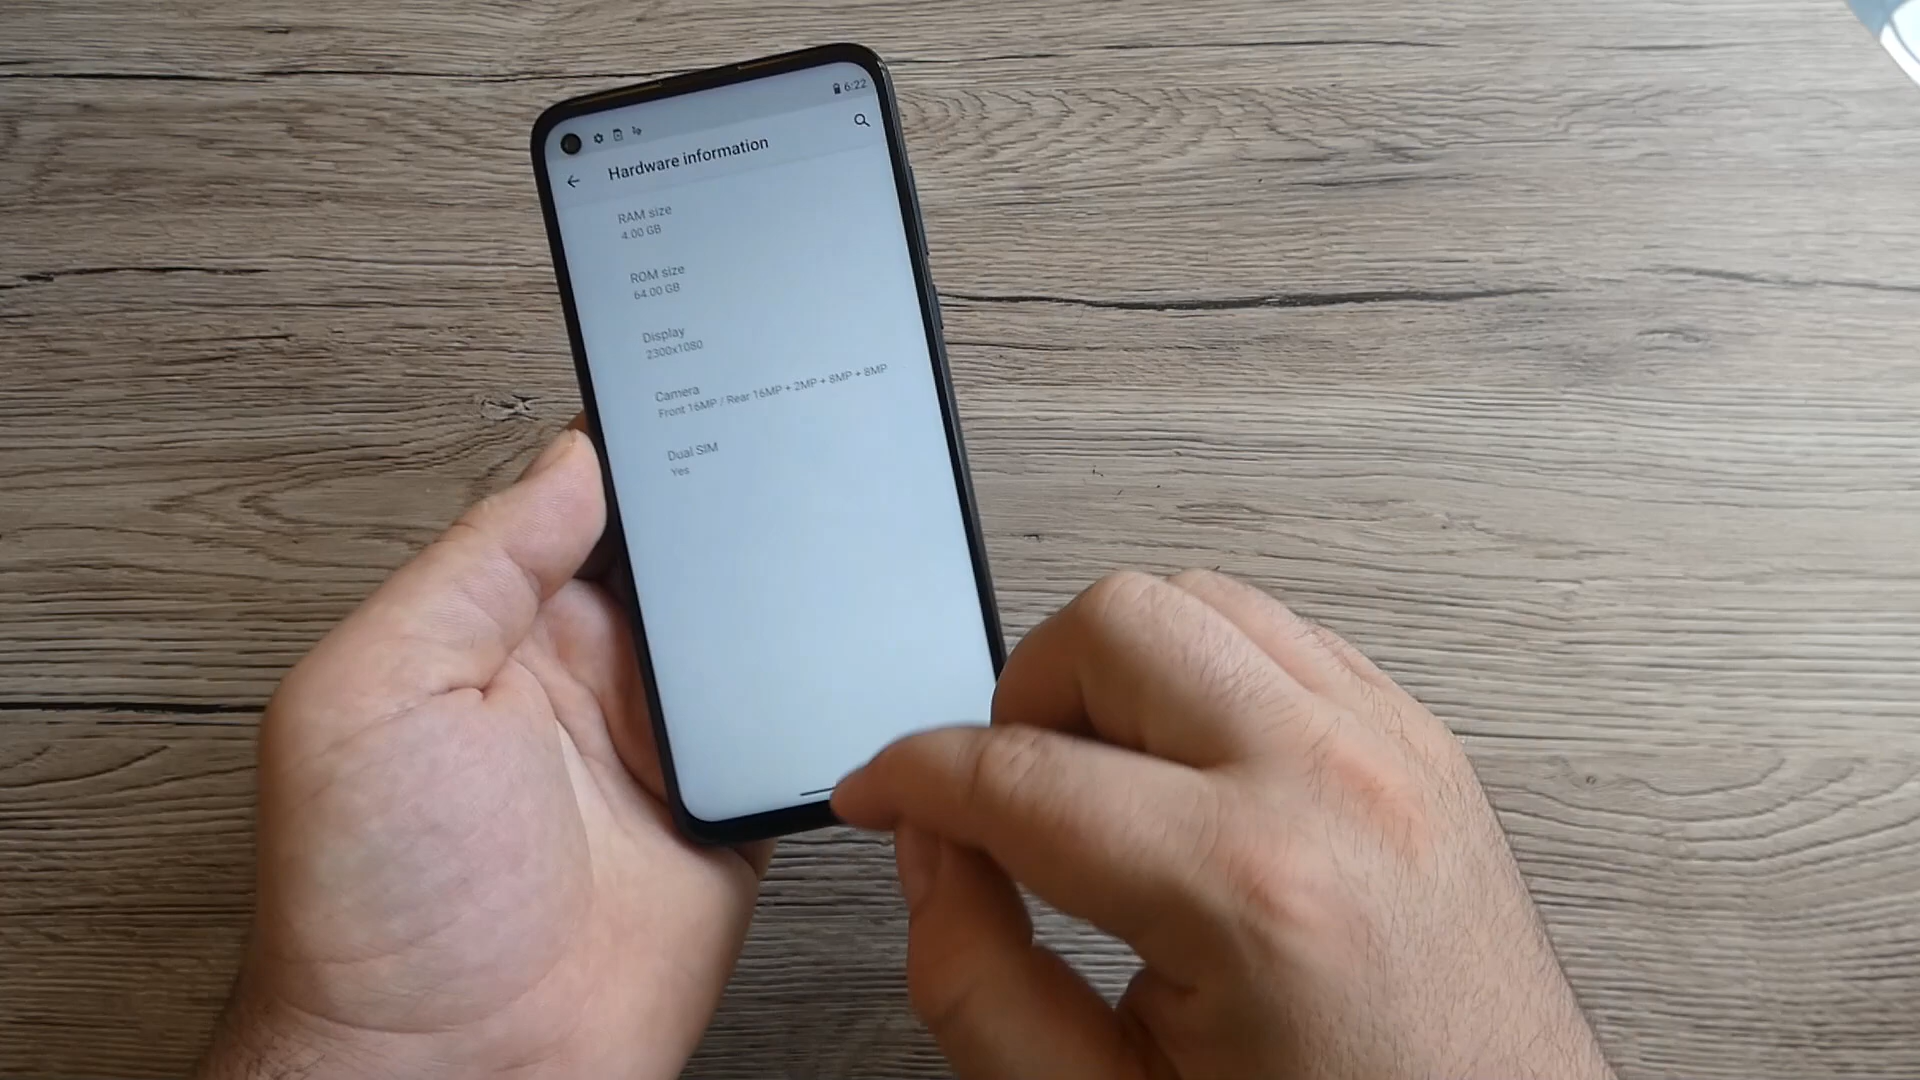 6:22
Hardware information
RAM size
4.00 GB
ROM size
64.00 GB
Display
2300x1080
Camera
Front 16MP / Rear 16MP + 2MP + 8MP + 8MP
Dual SIM
Yes